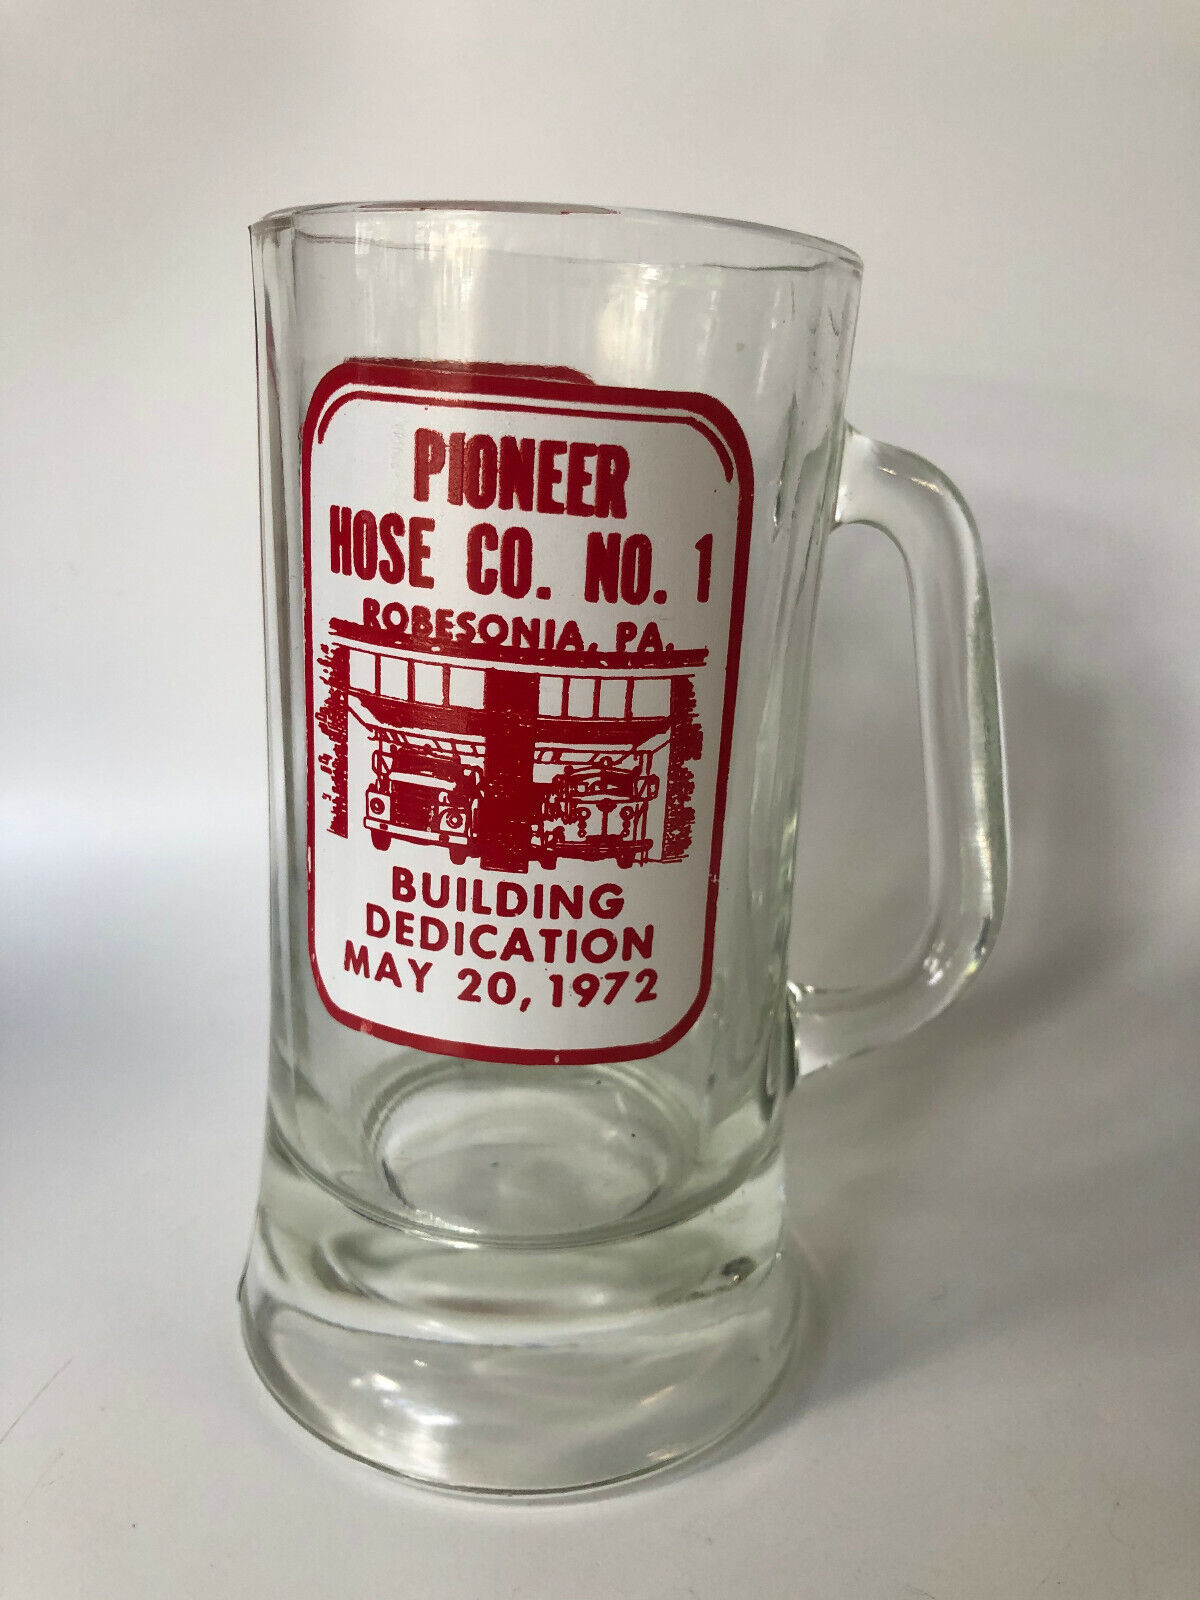 PIONEER
HOSE CO. NO. 1
ROBESONIA, PA.
BUILDING
DEDICATION
MAY 20, 1972